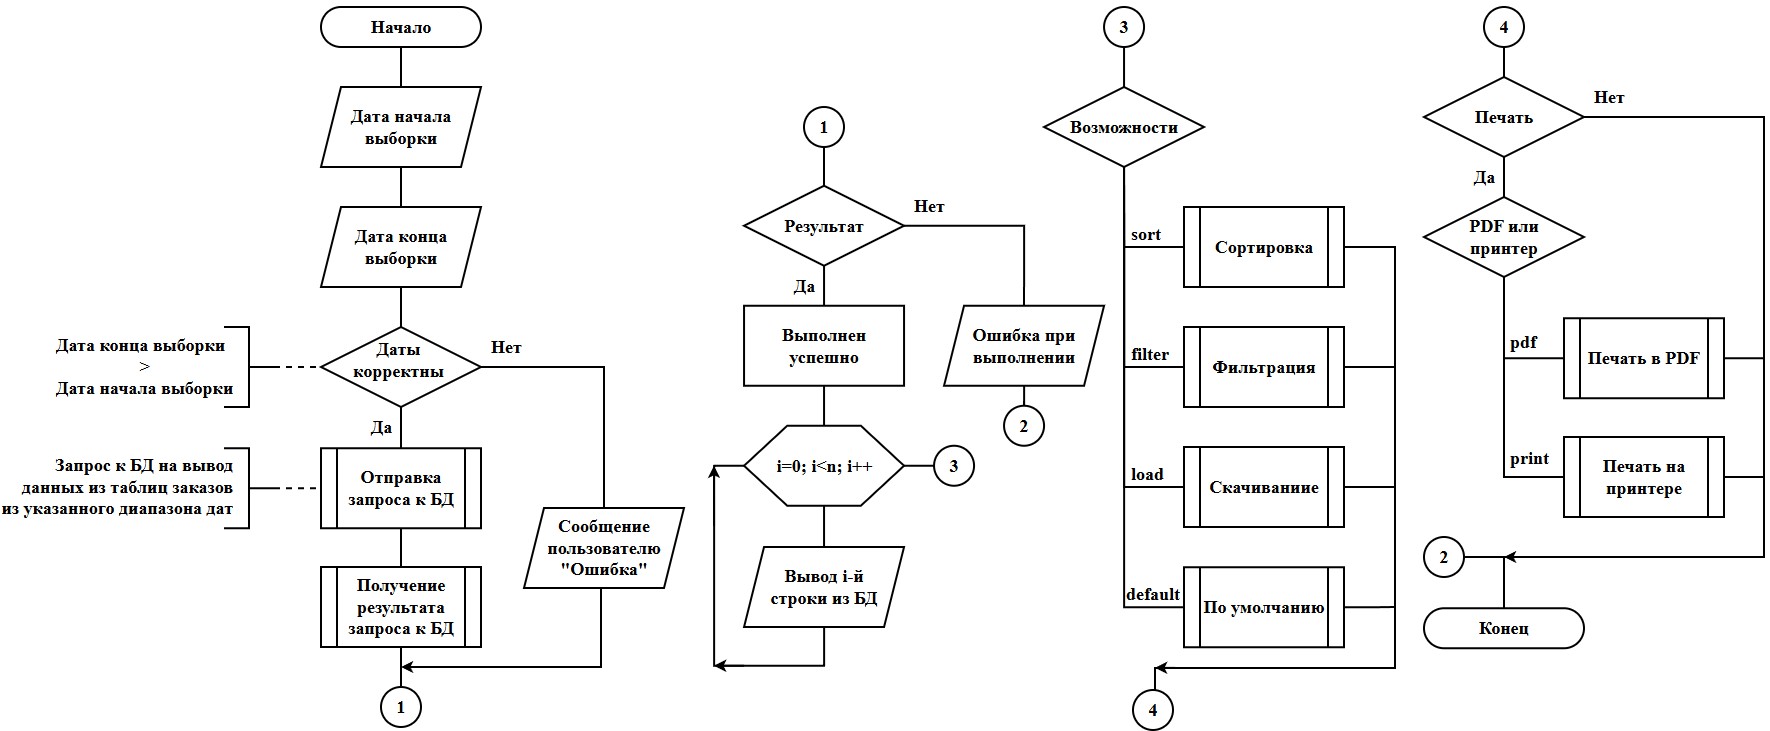 Начало
Дата начала
выборки
Дата конца
выборки
Дата конца выборки
>
Дата начала выборки
Даты
корректны
Нет
Да
Запрос к БД на вывод
данных из таблиц заказов
из указанного диапазона дат
Отправка
запроса к БД
Сообщение
пользователю
"Ошибка"
Получение
результата
запроса к БД
1
1
Результат
Нет
Да
Выполнен
успешно
Ошибка при
выполнении
2
i=0; i<n; i++
3
Вывод i-й
строки из БД
3
Возможности
sort
Сортировка
filter
Фильтрация
load
Скачиваниие
default
По умолчанию
4
4
Печать
Нет
Да
PDF или
принтер
pdf
Печать в PDF
print
Печать на
принтере
2
Конец